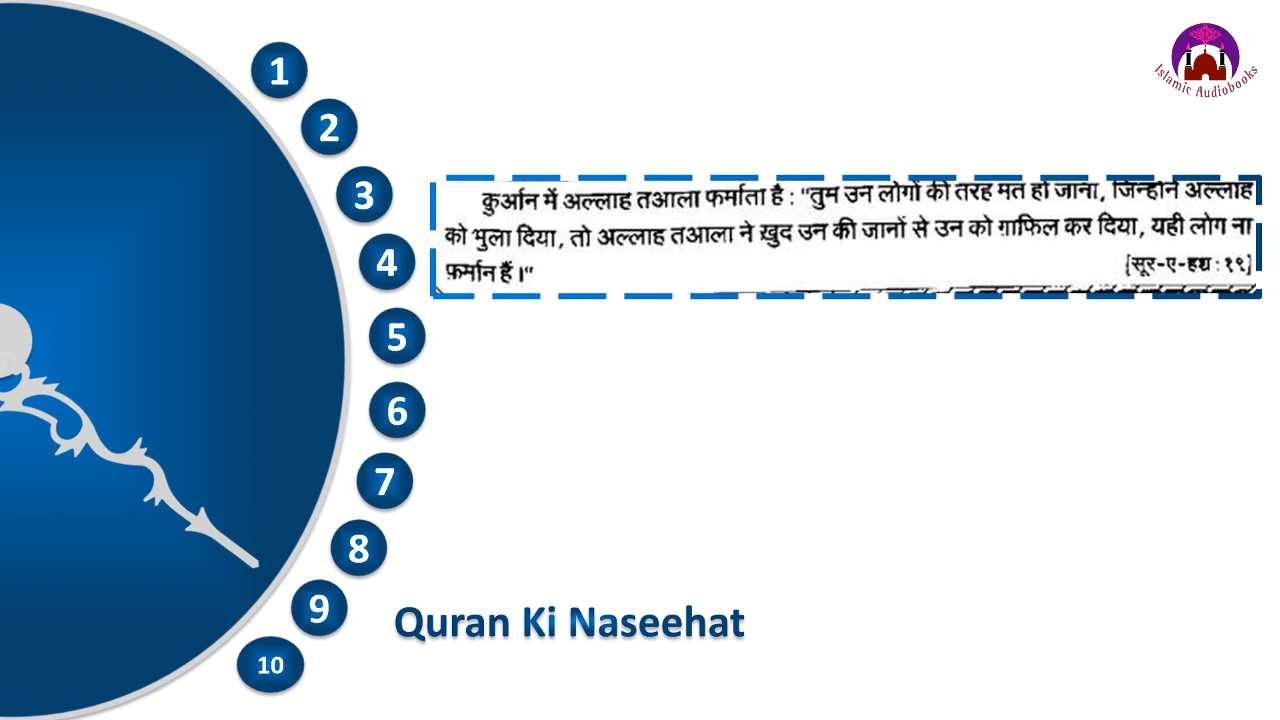 Islamic Audiobooks
1
2
3
4
5
6
7
8
9
10
कुर्आन में अल्लाह तआला फर्माता है : "तुम उन लोगों की तरह मत हो जाना, जिन्होंने अल्लाह
को भुला दिया, तो अल्लाह तआला ने ख़ुद उन की जानों से उन को ग़ाफिल कर दिया, यही लोग ना
फ़र्मान हैं ।"
[सूर-ए-हश्र : १९]
Quran Ki Naseehat